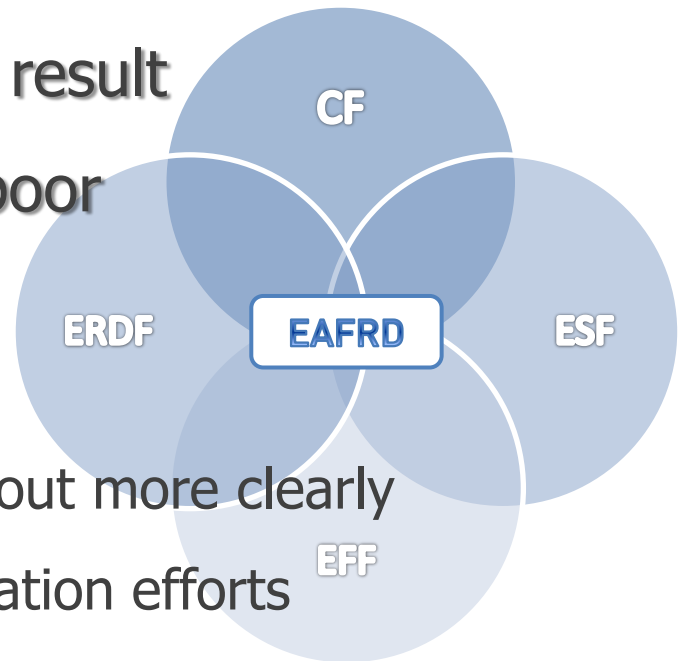 result
CF
poor
ERDF
EAFRD
ESF
out more clearly
EFF
ation efforts